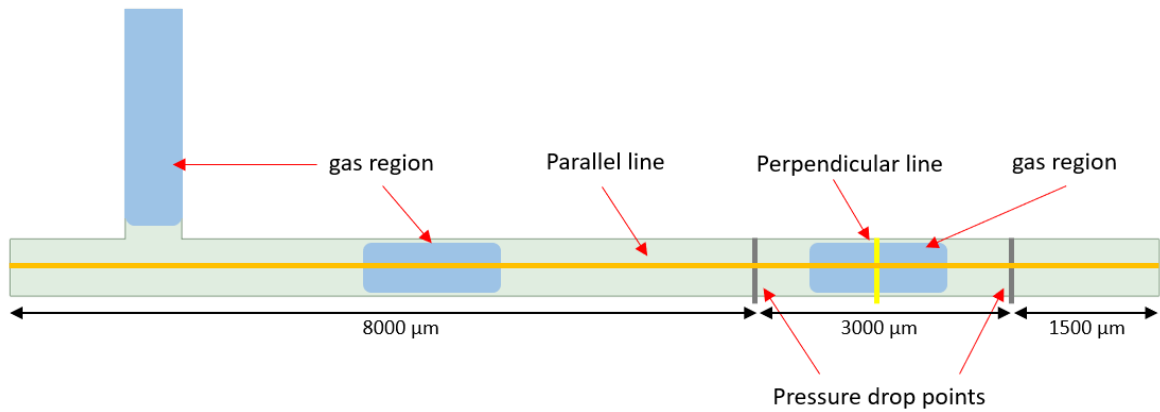 gas region
Parallel line
Perpendicular line
gas region
8000 µm
3000 µm
1500 µm
Pressure drop points